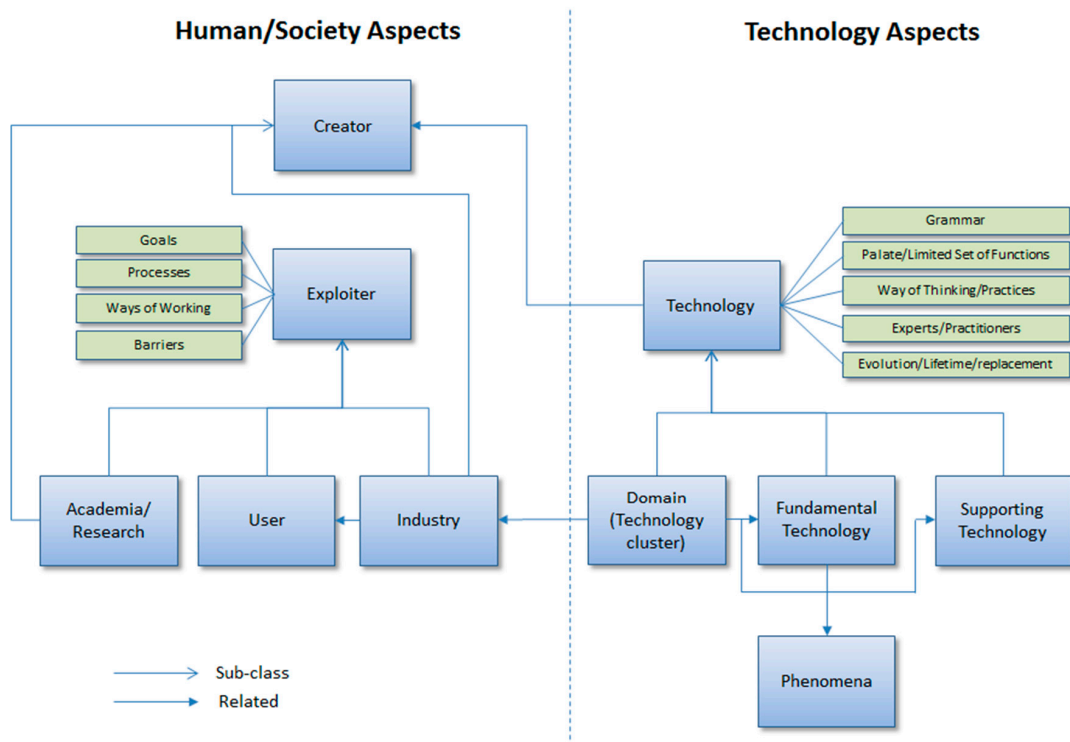 Human/Society Aspects
Technology Aspects
Creator
Goals
Processes
Ways of Working
Barriers
Exploiter
Technology
Grammar
Palate/Limited Set of Functions
Way of Thinking/Practices
Experts/Practitioners
Evolution/Lifetime/replacement
Academia/
Research
User
Industry
Domain
(Technology
cluster)
Fundamental
Technology
Supporting
Technology
Phenomena
Sub-class
Related